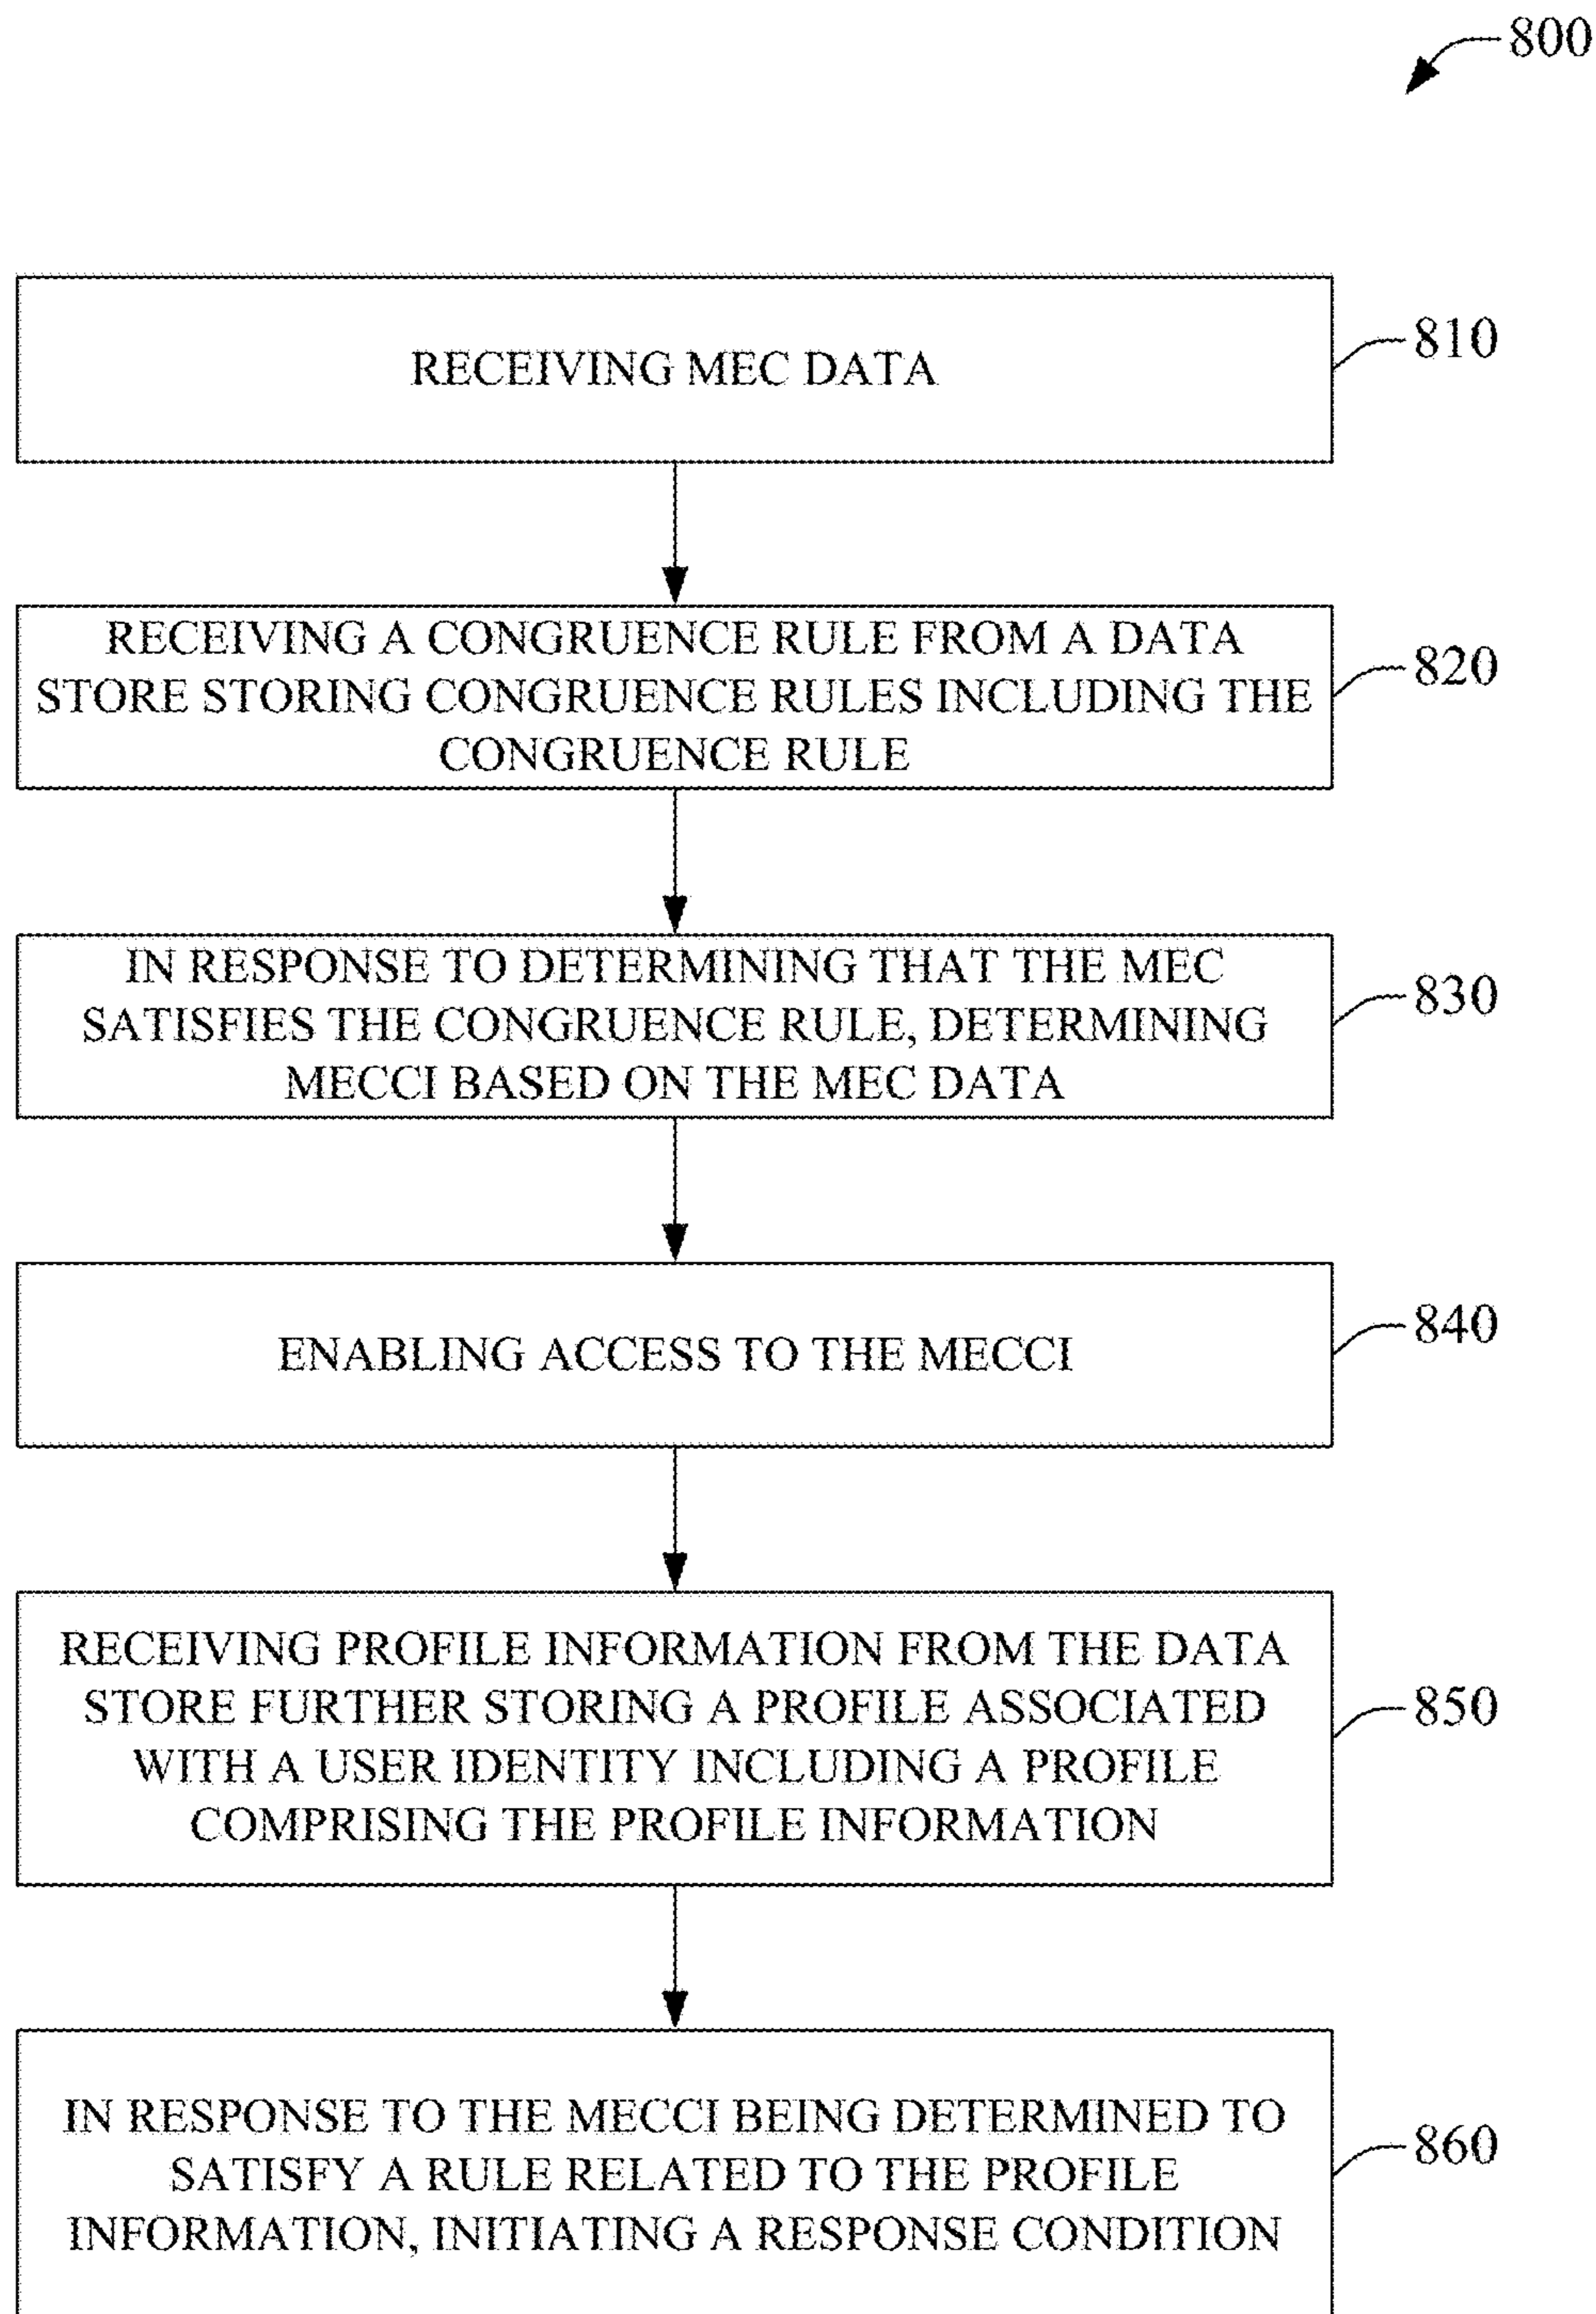 800
RECEIVING MEC DATA
810
RECEIVING A CONGRUENCE RULE FROM A DATA
STORE STORING CONGRUENCE RULES INCLUDING THE
CONGRUENCE RULE
820
IN RESPONSE TO DETERMINING THAT THE MEC
SATISFIES THE CONGRUENCE RULE, DETERMINING
MECCI BASED ON THE MEC DATA
830
ENABLING ACCESS TO THE MECCI
840
RECEIVING PROFILE INFORMATION FROM THE DATA
STORE FURTHER STORING A PROFILE ASSOCIATED
WITH A USER IDENTITY INCLUDING A PROFILE
COMPRISING THE PROFILE INFORMATION
850
IN RESPONSE TO THE MECCI BEING DETERMINED TO
SATISFY A RULE RELATED TO THE PROFILE
INFORMATION, INITIATING A RESPONSE CONDITION
860